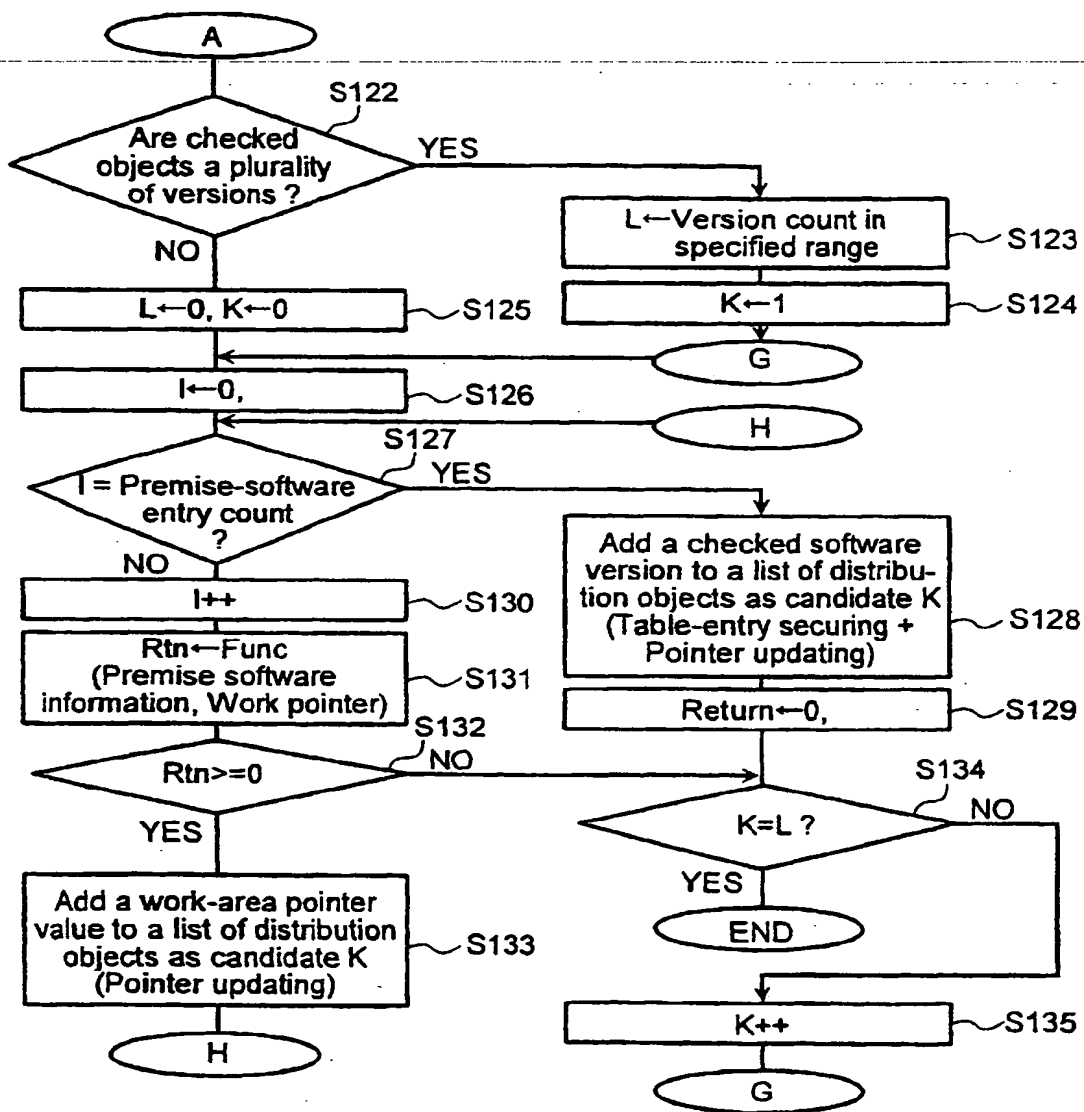 A
S122
Are checked
objects a plurality
of versions ?
YES
NO
L←Version count in
specified range
S123
K←1
S124
L←0, K←0
S125
G
I←0,
S126
H
S127
I = Premise-software
entry count
?
YES
NO
Add a checked software
version to a list of distribu-
tion objects as candidate K
(Table-entry securing +
Pointer updating)
S128
I++
S130
Rtn←Func
(Premise software
information, Work pointer)
S131
Return←0,
S129
S132
Rtn>=0
NO
YES
S134
K=L ?
NO
YES
END
Add a work-area pointer
value to a list of distribution
objects as candidate K
(Pointer updating)
S133
H
K++
S135
G